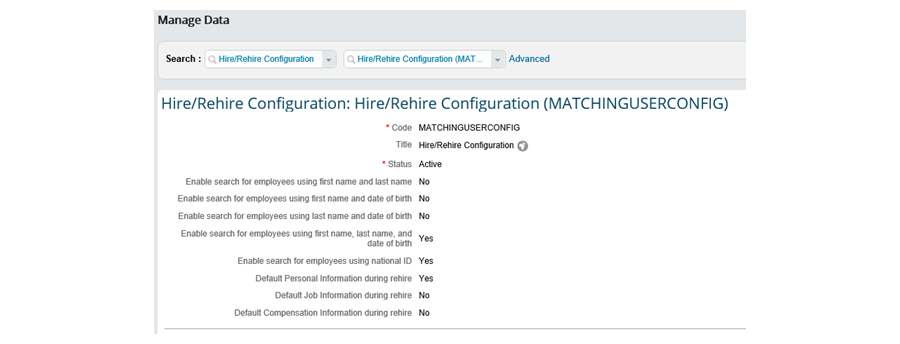 Manage Data
Search : Hire/Rehire Configuration Hire/Rehire Configuration (MAT... Advanced
Hire/Rehire Configuration: Hire/Rehire Configuration (MATCHINGUSERCONFIG)
* Code MATCHINGUSERCONFIG
Title Hire/Rehire Configuration
* Status Active
Enable search for employees using first name and last name No
Enable search for employees using first name and date of birth No
Enable search for employees using last name and date of birth No
Enable search for employees using first name, last name, and
date of birth Yes
Enable search for employees using national ID Yes
Default Personal Information during rehire Yes
Default Job Information during rehire No
Default Compensation Information during rehire No